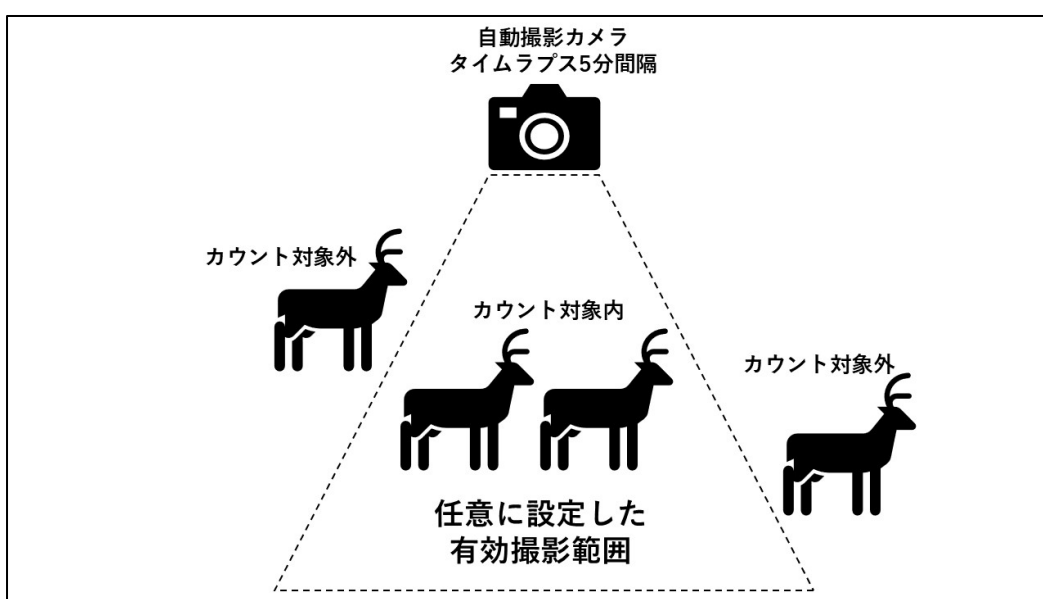 自動撮影カメラ
タイムラプス5分間隔
カウント対象外
カウント対象内
カウント対象外
任意に設定した
有効撮影範囲